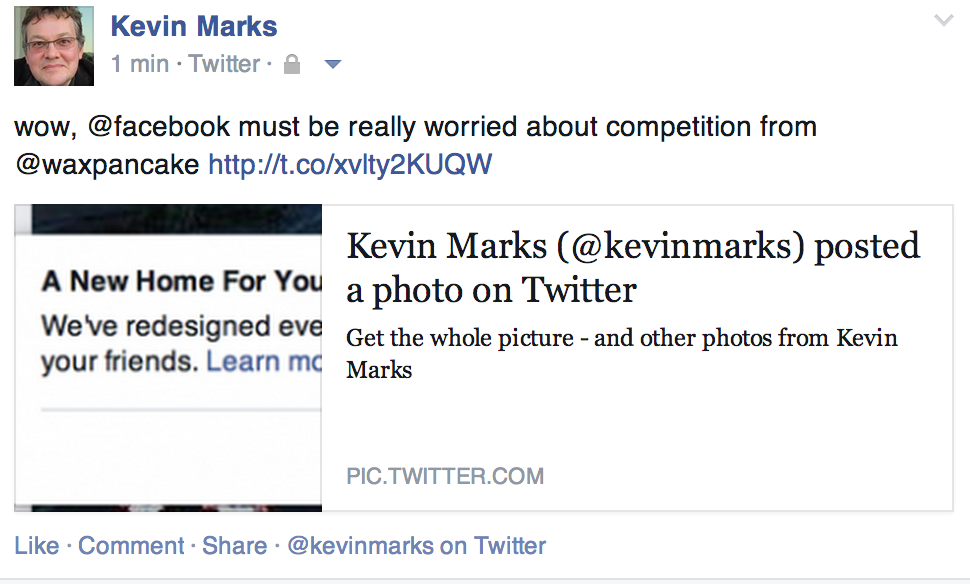 Kevin Marks
1 min · Twitter ·
wow, @facebook must be really worried about competition from
@waxpancake http://t.co/xvlty2KUQW
A New Home For You
We've redesigned eve
your friends. Learn mo
Kevin Marks (@kevinmarks) posted
a photo on Twitter
Get the whole picture - and other photos from Kevin
Marks
PIC.TWITTER.COM
Like · Comment · Share · @kevinmarks on Twitter